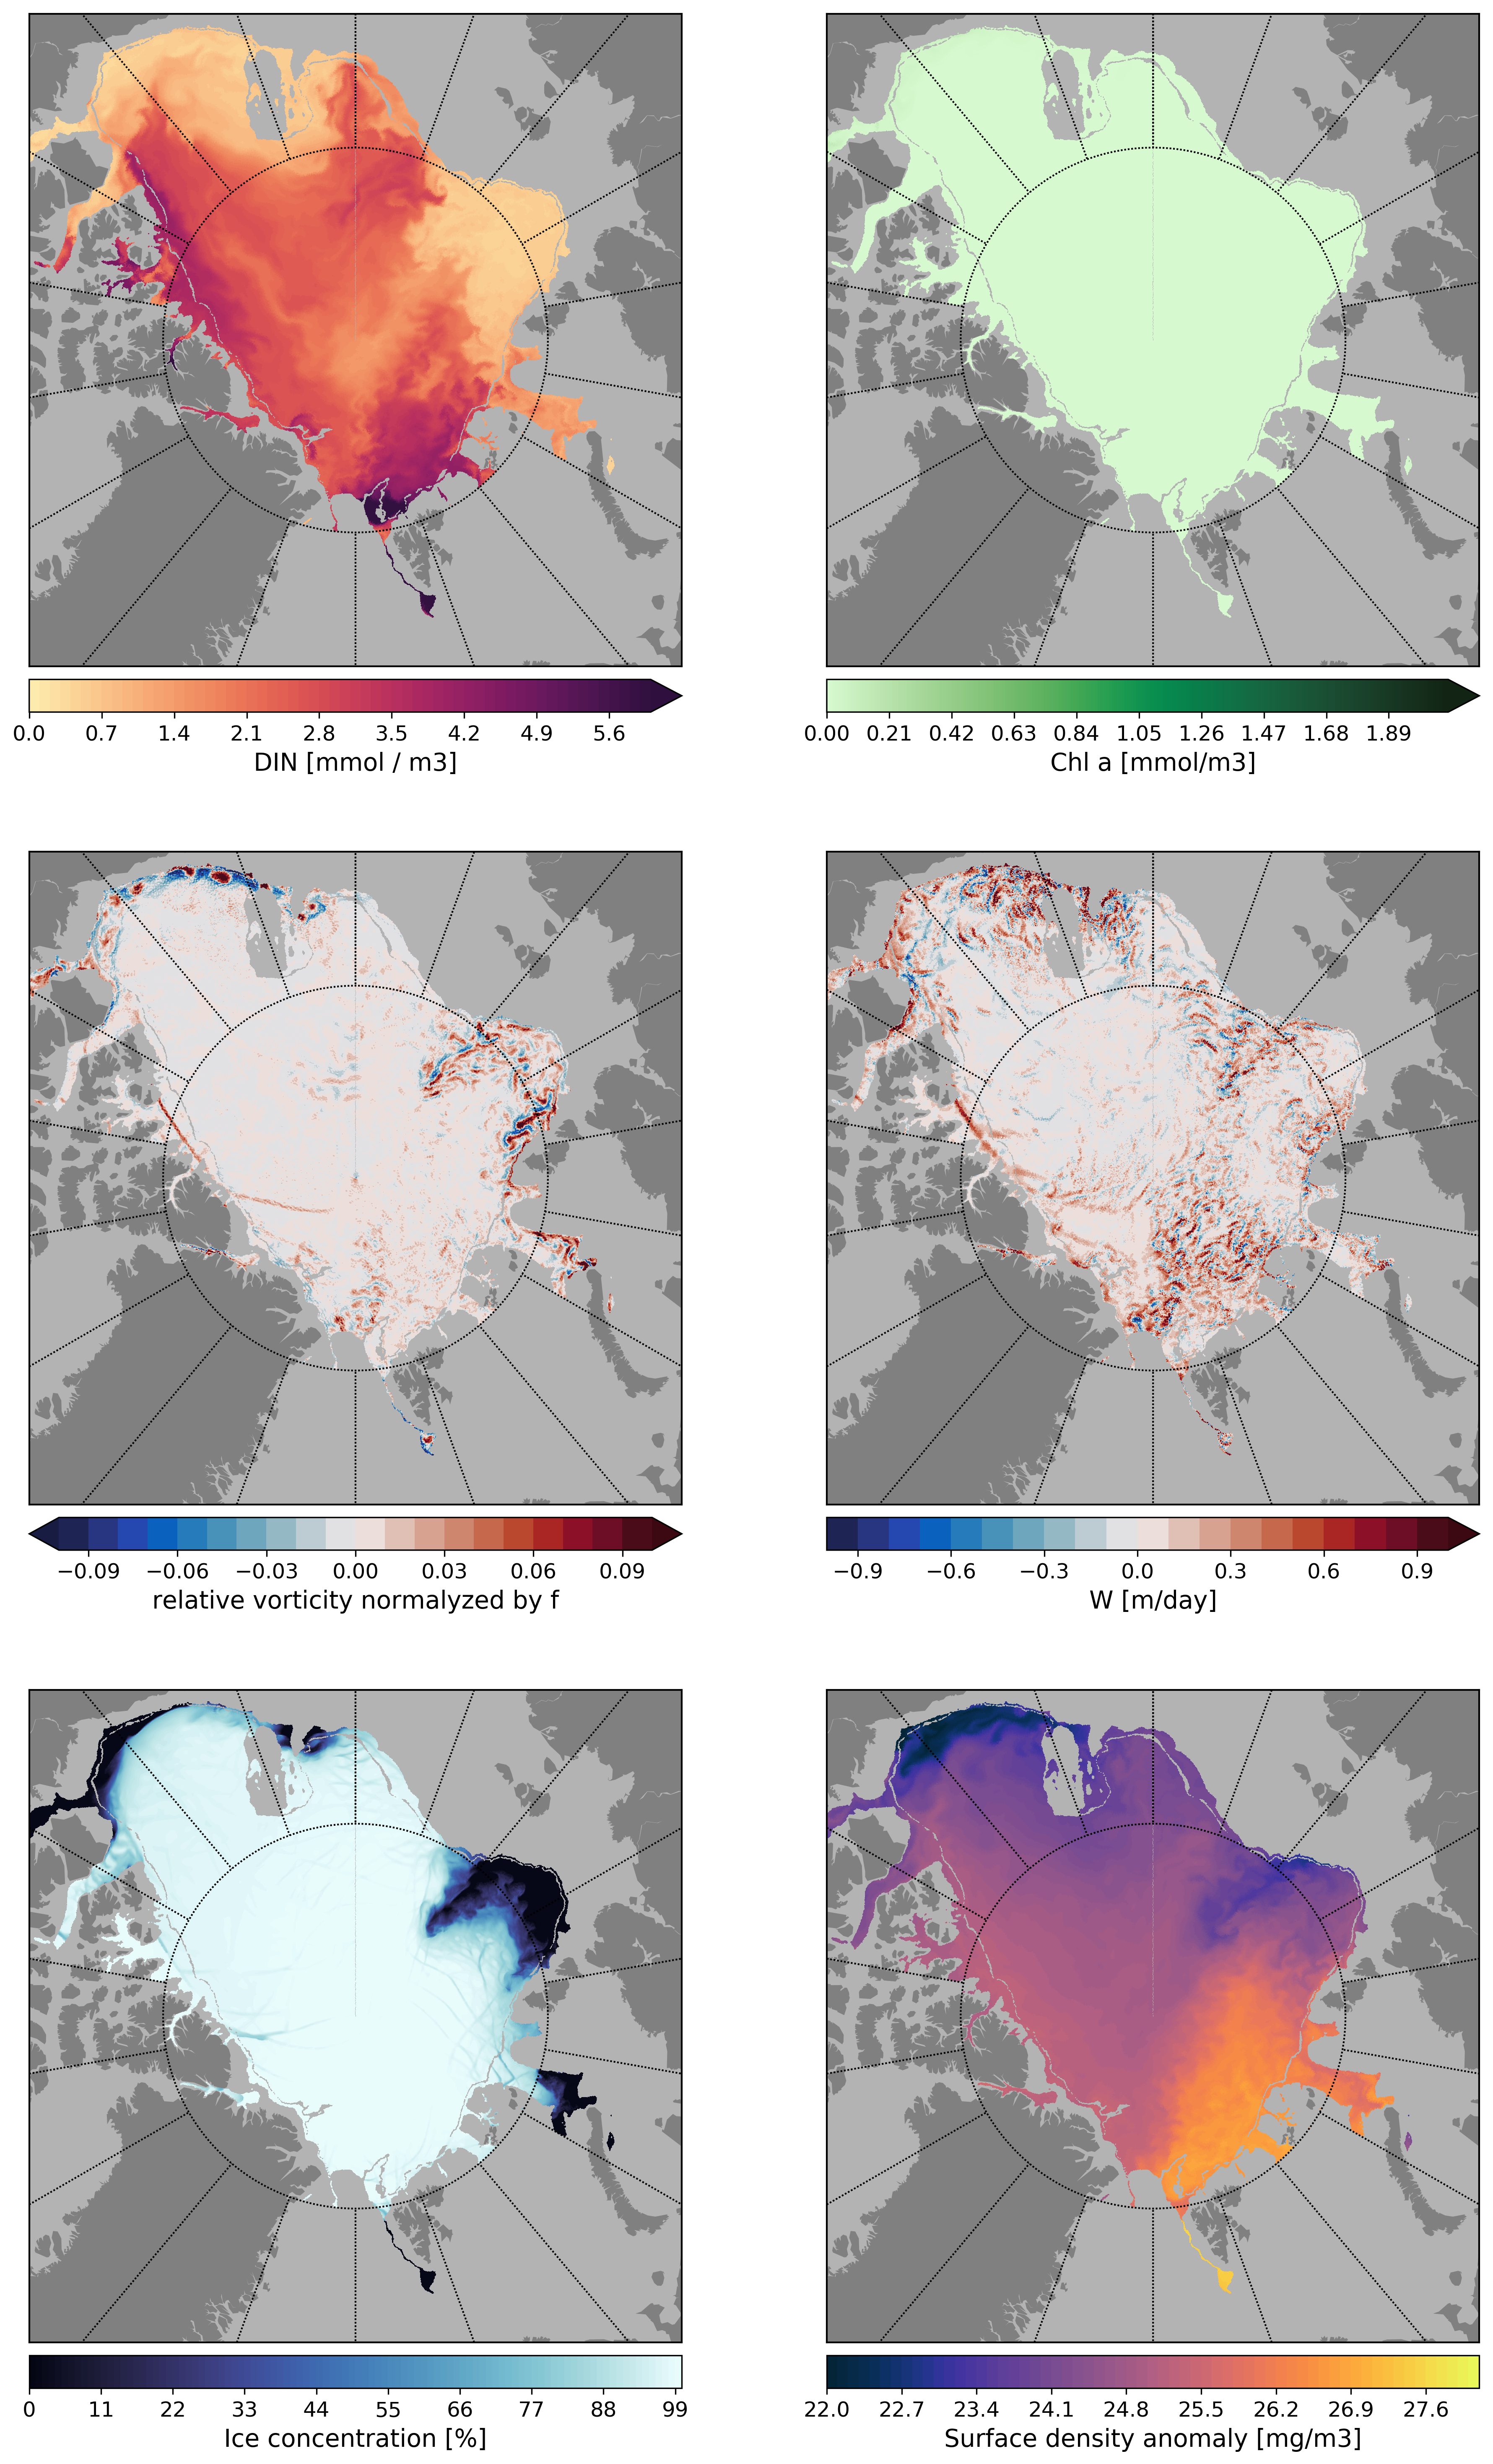 0.0 0.7 1.4 2.1 2.8 3.5 4.2 4.9 5.6
DIN [mmol / m3]
0.00 0.21 0.42 0.63 0.84 1.05 1.26 1.47 1.68 1.89
Chl a [mmol/m3]
−0.09 −0.06 −0.03 0.00 0.03 0.06 0.09
relative vorticity normalyzed by f
−0.9 −0.6 −0.3 0.0 0.3 0.6 0.9
W [m/day]
0 11 22 33 44 55 66 77 88 99
Ice concentration [%]
22.0 22.7 23.4 24.1 24.8 25.5 26.2 26.9 27.6
Surface density anomaly [mg/m3]